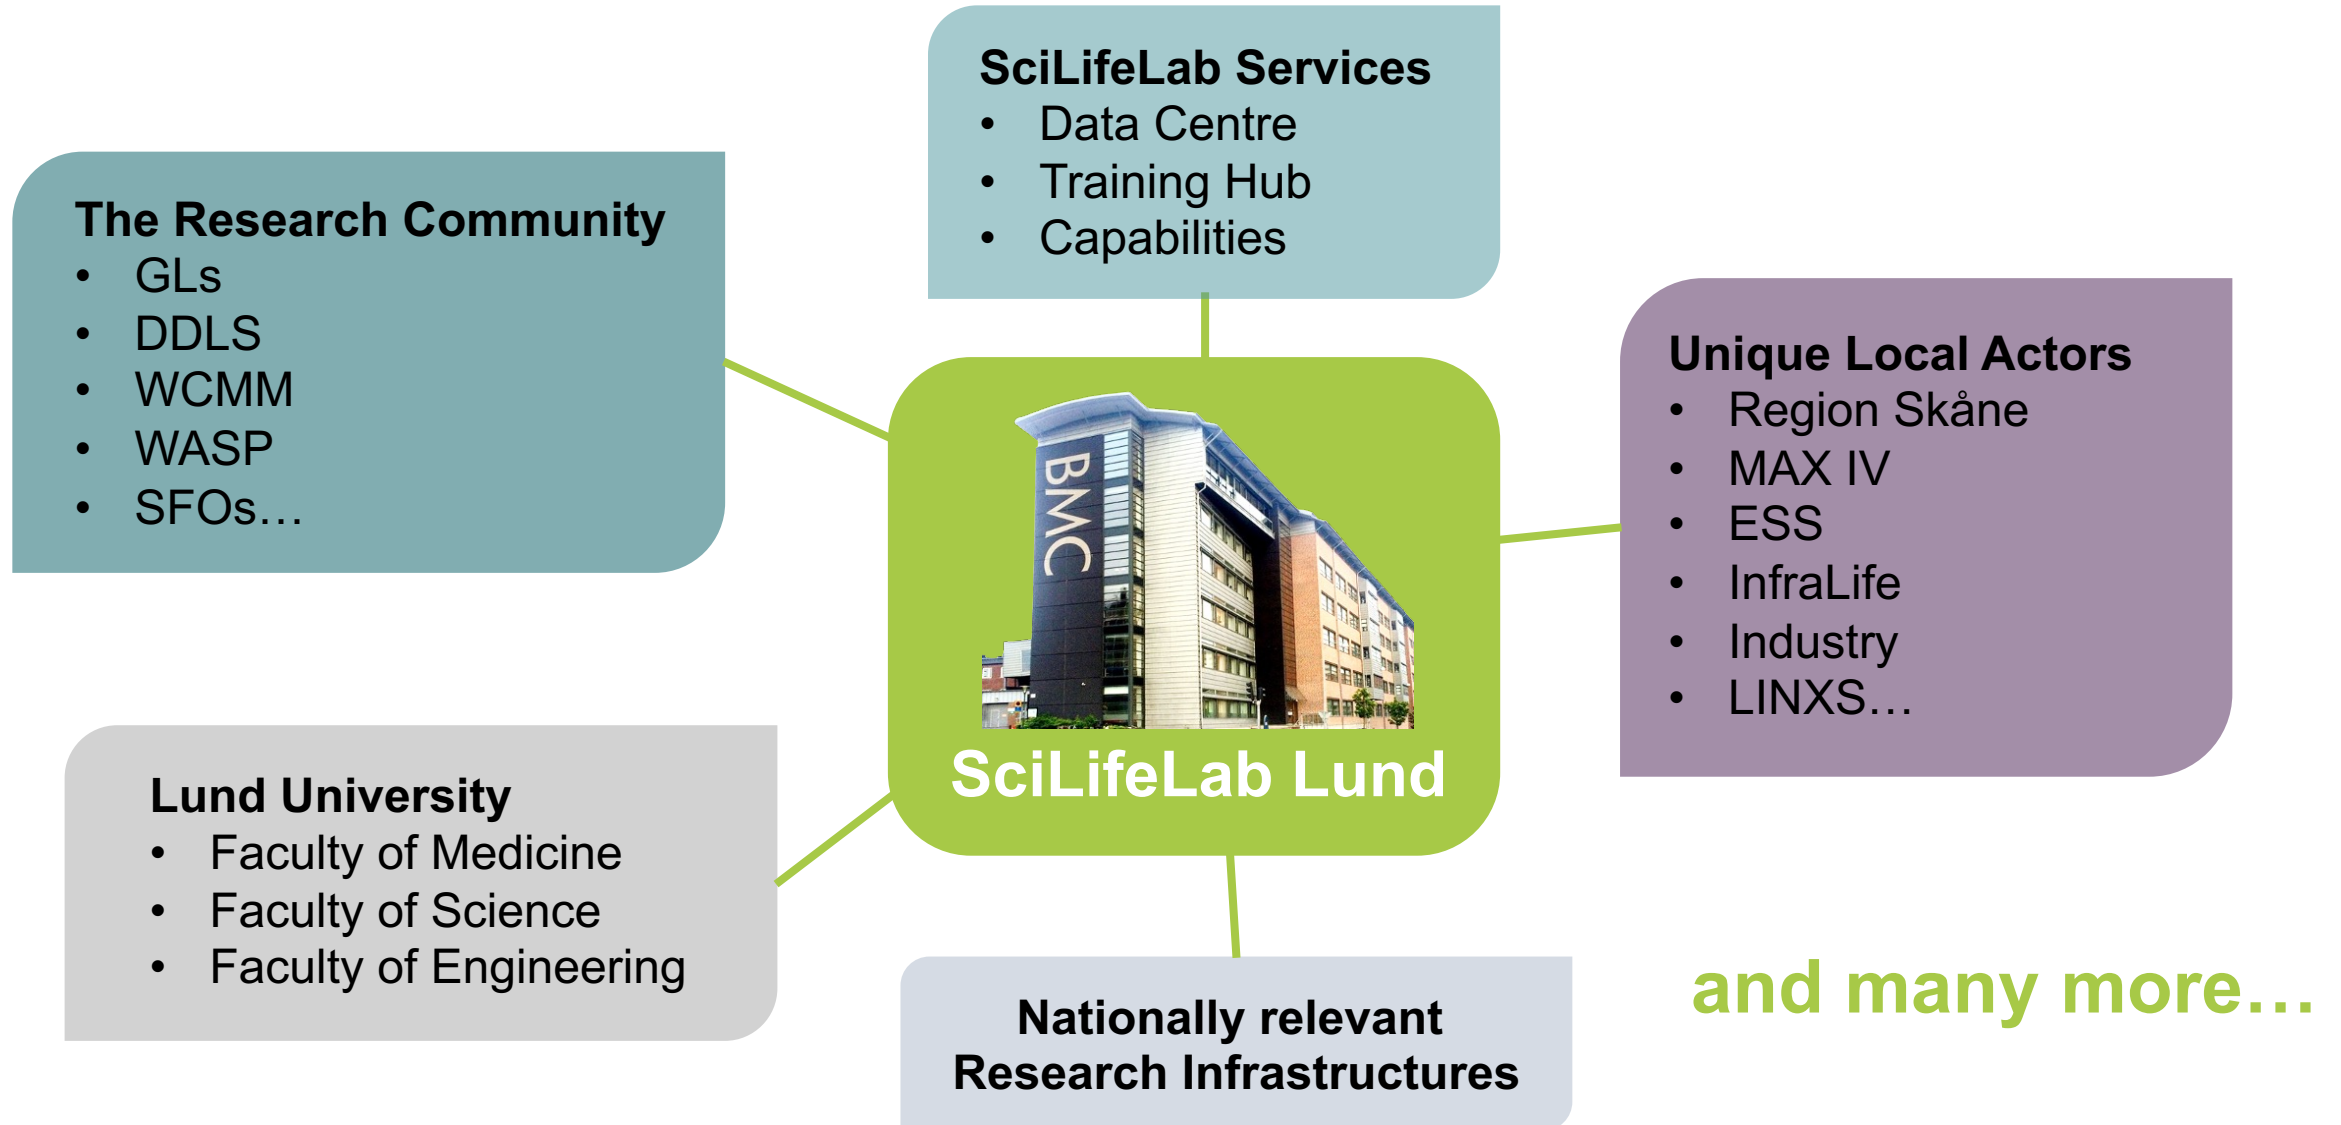 SciLifeLab Services
• Data Centre
• Training Hub
• Capabilities
The Research Community
• GLs
• DDLS
• WCMM
• WASP
• SFOs…
Unique Local Actors
• Region Skåne
• MAX IV
• ESS
• InfraLife
• Industry
• LINXS…
BMC
SciLifeLab Lund
Lund University
• Faculty of Medicine
• Faculty of Science
• Faculty of Engineering
Nationally relevant
Research Infrastructures
and many more…